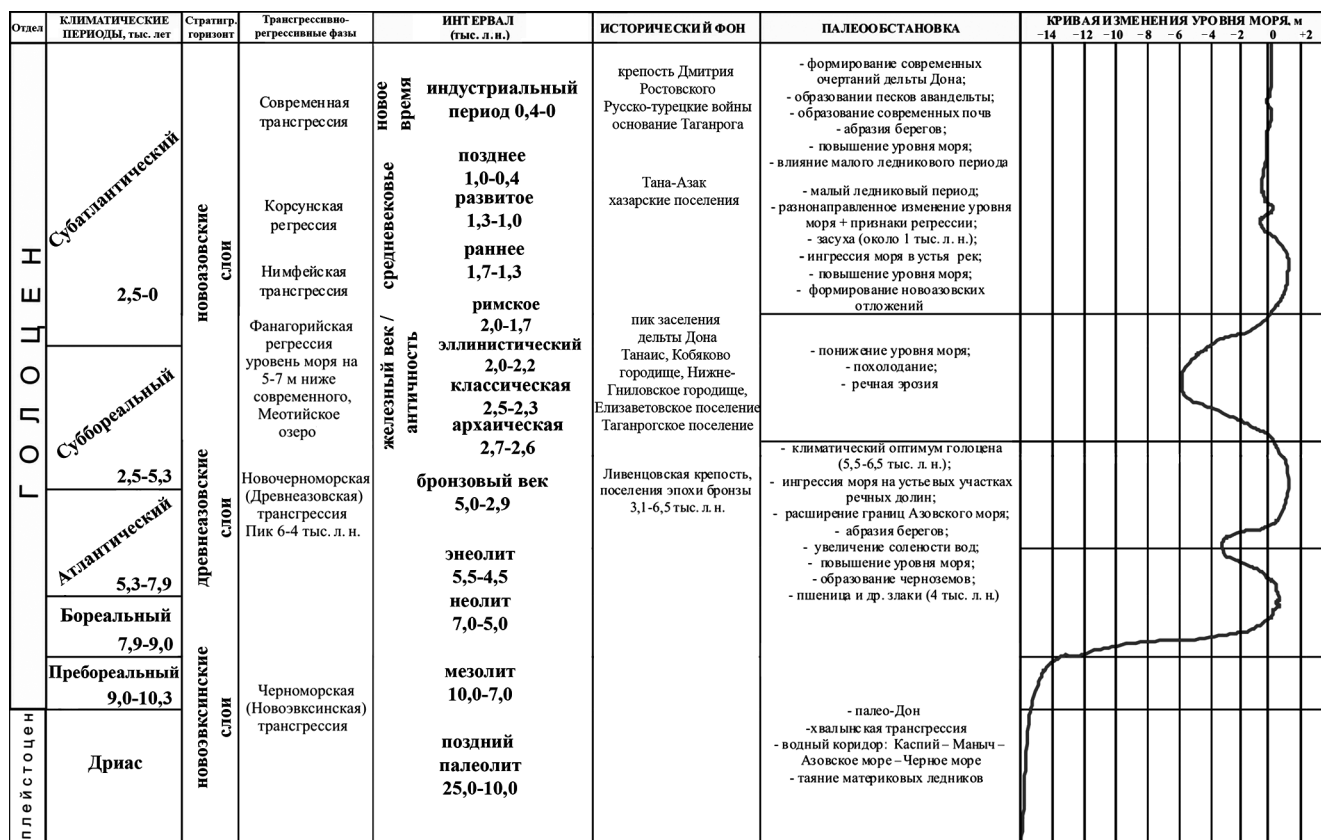 Отдел
КЛИМАТИЧЕСКИЕ
ПЕРИОДЫ, тыс. лет
Стратигр.
горизонт
Трансгрессивно-
регрессивные фазы
ИНТЕРВАЛ
(тыс. л. н.)
ИСТОРИЧЕСКИЙ ФОН
ПАЛЕООБСТАНОВКА
КРИВАЯ ИЗМЕНЕНИЯ УРОВНЯ МОРЯ, м
−14 −12 −10 −8 −6 −4 −2 0 +2
ГОЛОЦЕН
плейстоцен
Субатлантический
2,5-0
Суббореальный
2,5-5,3
Атлантический
5,3-7,9
Бореальный
7,9-9,0
Пребореальный
9,0-10,3
Дриас
новоазовские
слои
древнеазовские
слои
новоэвксинские
слои
Современная
трансгрессия
Корсунская
регрессия
Нимфейская
трансгрессия
Фанагорийская
регрессия
уровень моря на
5-7 м ниже
современного,
Меотийское
озеро
Новочерноморская
(Древнеазовская)
трансгрессия
Пик 6-4 тыс. л. н.
Черноморская
(Новоэвксинская)
трансгрессия
новое
время
средневековье
железный век /
античность
индустриальный
период 0,4-0
позднее
1,0-0,4
развитое
1,3-1,0
раннее
1,7-1,3
римское
2,0-1,7
эллинистический
2,0-2,2
классическая
2,5-2,3
архаическая
2,7-2,6
бронзовый век
5,0-2,9
энеолит
5,5-4,5
неолит
7,0-5,0
мезолит
10,0-7,0
поздний
палеолит
25,0-10,0
крепость Дмитрия
Ростовского
Русско-турецкие войны
основание Таганрога
Тана-Азак
хазарские поселения
пик заселения
дельты Дона
Танаис, Кобяково
городище, Нижне-
Гниловское городище,
Елизаветовское поселение
Таганрогское поселение
Ливенцовская крепость,
поселения эпохи бронзы
3,1-6,5 тыс. л. н.
- формирование современных
очертаний дельты Дона;
- образовании песков авандельты;
- образование современных почв
- абразия берегов;
- повышение уровня моря;
- влияние малого ледникового периода
- малый ледниковый период;
- разнонаправленное изменение уровня
моря + признаки регрессии;
- засуха (около 1 тыс. л. н.);
- ингрессия моря в устья рек;
- повышение уровня моря;
- формирование новоазовских
отложений
- понижение уровня моря;
- похолодание;
- речная эрозия
- климатический оптимум голоцена
(5,5-6,5 тыс. л. н.);
- ингрессия моря на устьевых участках
речных долин;
- расширение границ Азовского моря;
- абразия берегов;
- увеличение солености вод;
- повышение уровня моря;
- образование черноземов;
- пшеница и др. злаки (4 тыс. л. н.)
- палео-Дон
-хвалынская трансгрессия
- водный коридор: Каспий – Маныч –
Азовское море – Черное море
- таяние материковых ледников